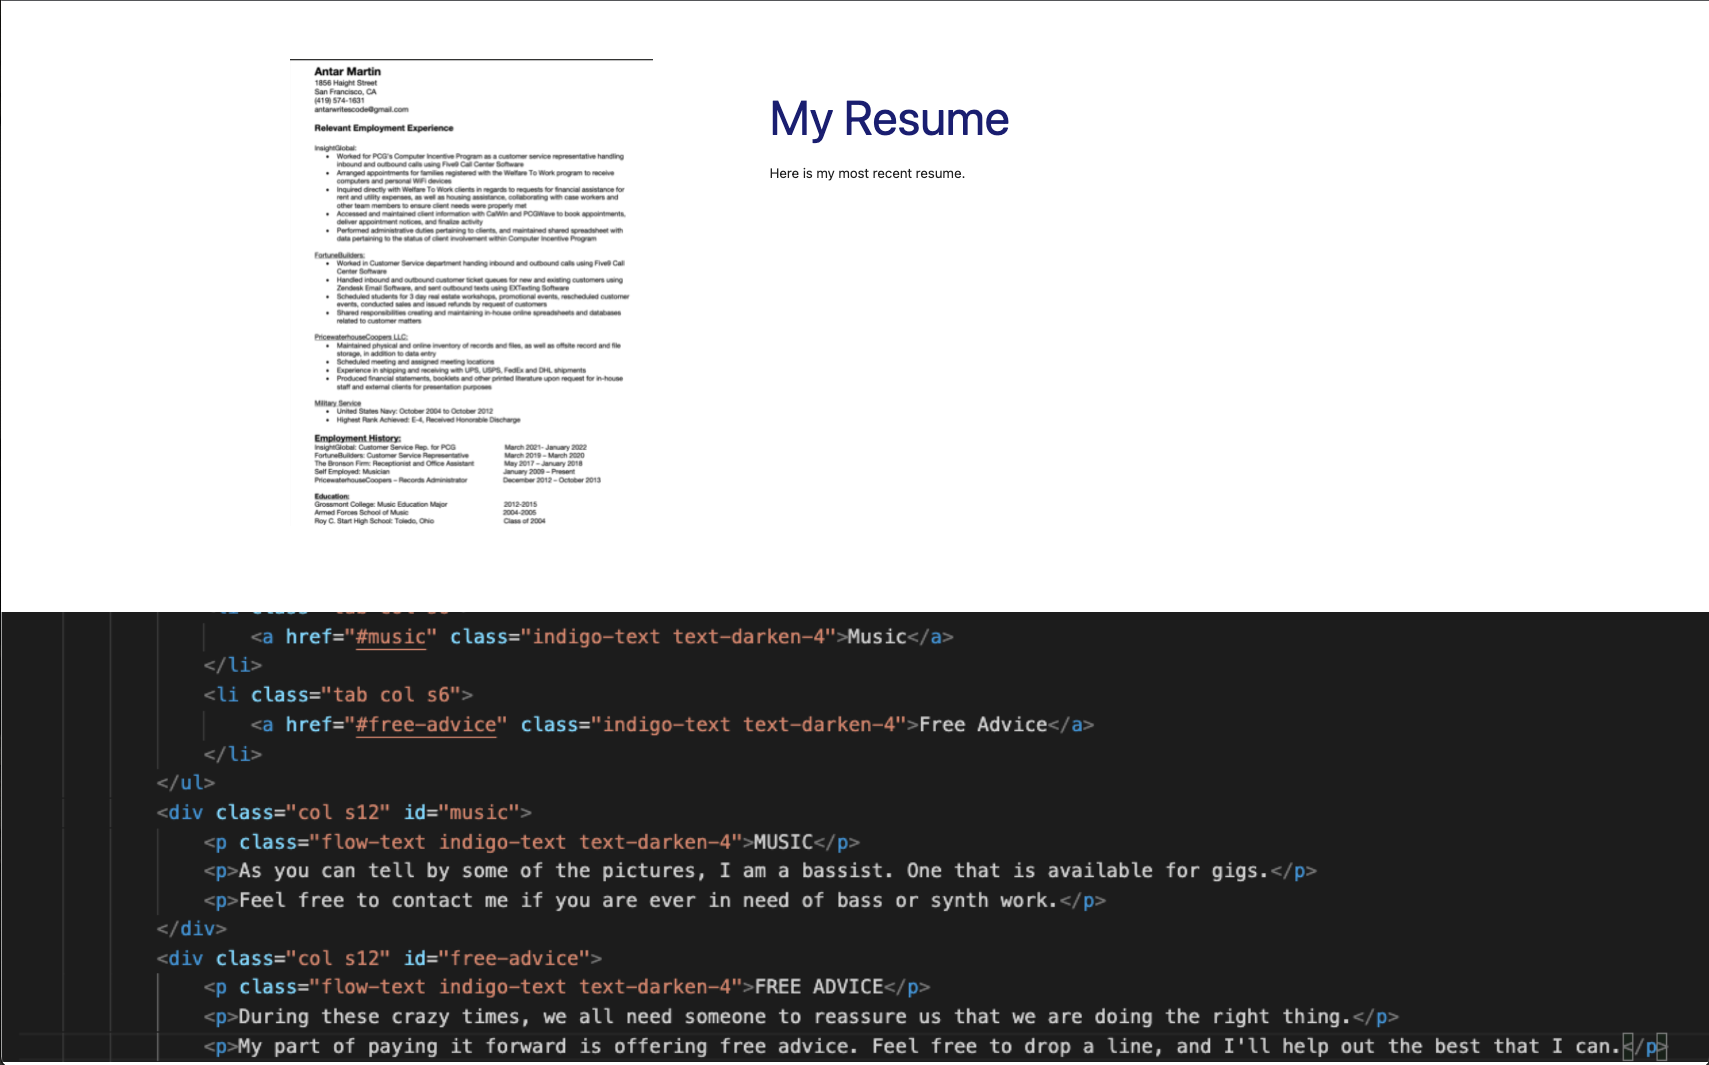 Antar Martin
1856 Haight Street
San Francisco, CA
(419) 574-1631
antarwritescode@gmail.com
Relevant Employment Experience
InsightGlobal:
• Worked for PCG's Computer Incentive Program as a customer service representative handling
inbound and outbound calls using Five9 Call Center Software
• Arranged appointments for families registered with the Welfare To Work program to receive
computers and personal WiFi devices
• Inquired directly with Welfare To Work clients in regards to requests for financial assistance for
rent and utility expenses, as well as housing assistance, collaborating with case workers and
other team members to ensure client needs were properly met
• Accessed and maintained client information with CalWin and PCGWave to book appointments,
deliver appointment notices, and finalize activity
• Performed administrative duties pertaining to clients, and maintained shared spreadsheet with
data pertaining to the status of client involvement within Computer Incentive Program
FortuneBuilders:
• Worked in Customer Service department handing inbound and outbound calls using Five9 Call
Center Software
• Handled inbound and outbound customer ticket queues for new and existing customers using
Zendesk Email Software, and sent outbound texts using EXTexting Software
• Scheduled students for 3 day real estate workshops, promotional events, rescheduled customer
events, conducted sales and issued refunds by request of customers
• Shared responsibilities creating and maintaining in-house online spreadsheets and databases
related to customer matters
PricewaterhouseCoopers LLC:
• Maintained physical and online inventory of records and files, as well as offsite record and file
storage, in addition to data entry
• Scheduled meeting and assigned meeting locations
• Experience in shipping and receiving with UPS, USPS, FedEx and DHL shipments
• Produced financial statements, booklets and other printed literature upon request for in-house
staff and external clients for presentation purposes
Military Service
• United States Navy: October 2004 to October 2012
• Highest Rank Achieved: E-4, Received Honorable Discharge
Employment History:
InsightGlobal: Customer Service Rep. for PCG March 2021- January 2022
FortuneBuilders: Customer Service Representative March 2019 – March 2020
The Bronson Firm: Receptionist and Office Assistant May 2017 – January 2018
Self Employed: Musician January 2009 – Present
PricewaterhouseCoopers – Records Administrator December 2012 – October 2013
Education:
Grossmont College: Music Education Major 2012-2015
Armed Forces School of Music 2004-2005
Roy C. Start High School: Toledo, Ohio Class of 2004
My Resume
Here is my most recent resume.
<a href="#music" class="indigo-text text-darken-4">Music</a>
</li>
<li class="tab col s6">
<a href="#free-advice" class="indigo-text text-darken-4">Free Advice</a>
</li>
</ul>
<div class="col s12" id="music">
<p class="flow-text indigo-text text-darken-4">MUSIC</p>
<p>As you can tell by some of the pictures, I am a bassist. One that is available for gigs.</p>
<p>Feel free to contact me if you are ever in need of bass or synth work.</p>
</div>
<div class="col s12" id="free-advice">
<p class="flow-text indigo-text text-darken-4">FREE ADVICE</p>
<p>During these crazy times, we all need someone to reassure us that we are doing the right thing.</p>
<p>My part of paying it forward is offering free advice. Feel free to drop a line, and I'll help out the best that I can.</p>